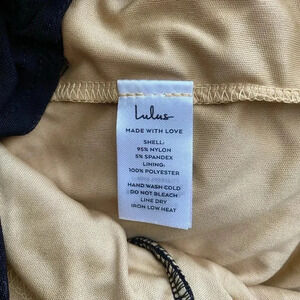 Lulus
MADE WITH LOVE
SHELL:
95% NYLON
5% SPANDEX
LINING:
100% POLYESTER
HAND WASH COLD
DO NOT BLEACH
LINE DRY
IRON LOW HEAT